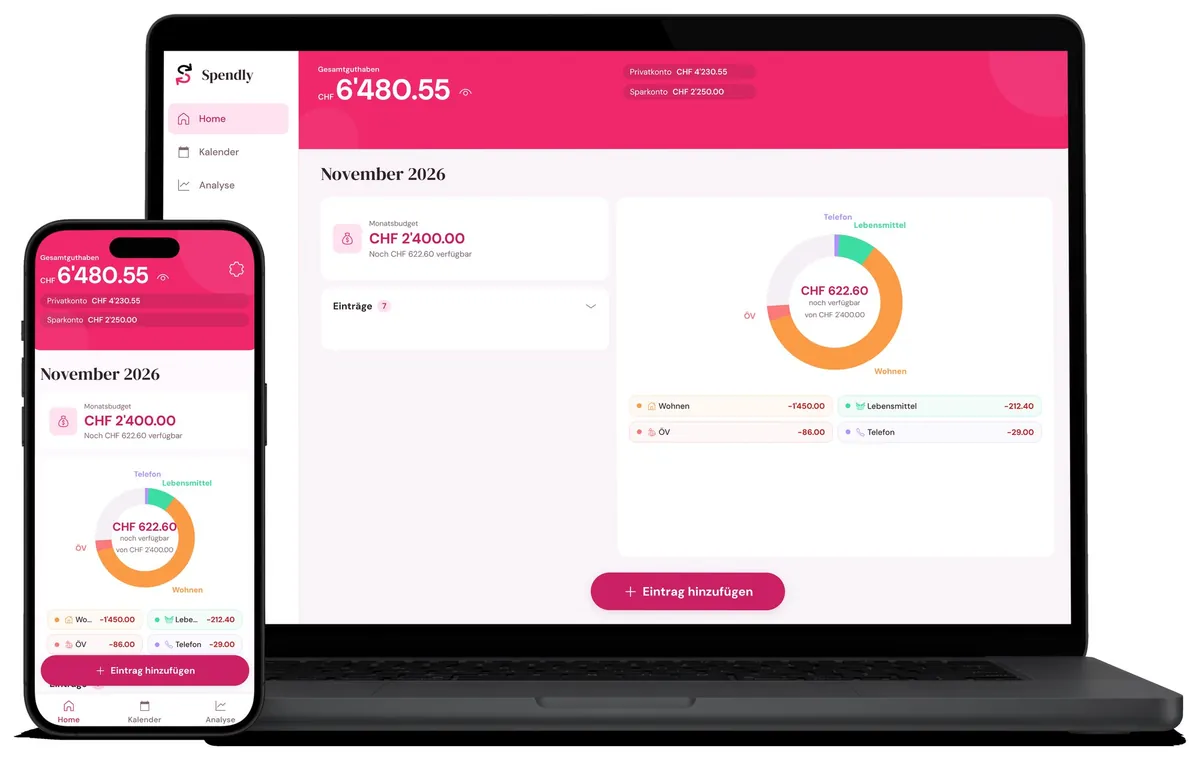 Spendly
Home
Kalender
Analyse
Gesamtguthaben
CHF 6'480.55
Privatkonto CHF 4'230.55
Sparkonto CHF 2'250.00
November 2026
Monatsbudget
CHF 2'400.00
Noch CHF 622.60 verfügbar
Einträge 7
Telefon
Lebensmittel
CHF 622.60
noch verfügbar
von CHF 2'400.00
ÖV
Wohnen
Wohnen -1'450.00
Lebensmittel -212.40
ÖV -86.00
Telefon -29.00
+ Eintrag hinzufügen
Gesamtguthaben
CHF 6'480.55
Privatkonto CHF 4'230.55
Sparkonto CHF 2'250.00
November 2026
Monatsbudget
CHF 2'400.00
Noch CHF 622.60 verfügbar
Telefon
Lebensmittel
CHF 622.60
noch verfügbar
von CHF 2'400.00
ÖV
Wohnen
Wo... -1'450.00
Lebe... -212.40
ÖV -86.00
Telefon -29.00
+ Eintrag hinzufügen
Home
Kalender
Analyse